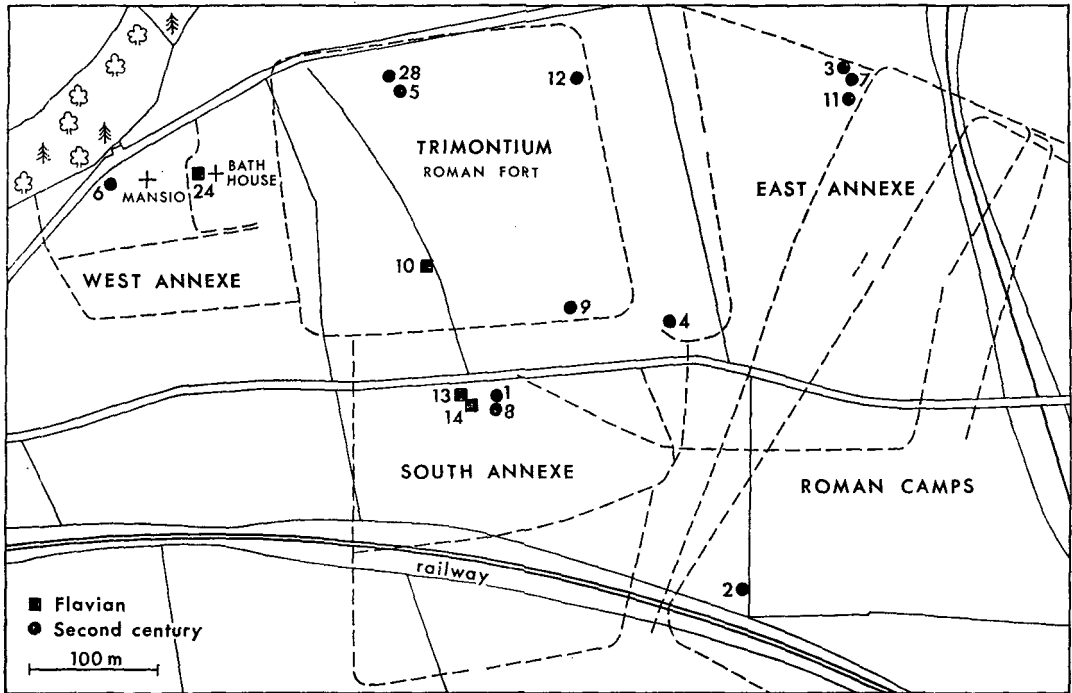 28
5
12
3
7
11
TRIMONTIUM
ROMAN FORT
BATH
HOUSE
6
MANSIO
24
EAST ANNEXE
WEST ANNEXE
10
9
4
13
14
1
8
SOUTH ANNEXE
ROMAN CAMPS
railway
2
Flavian
Second century
100 m